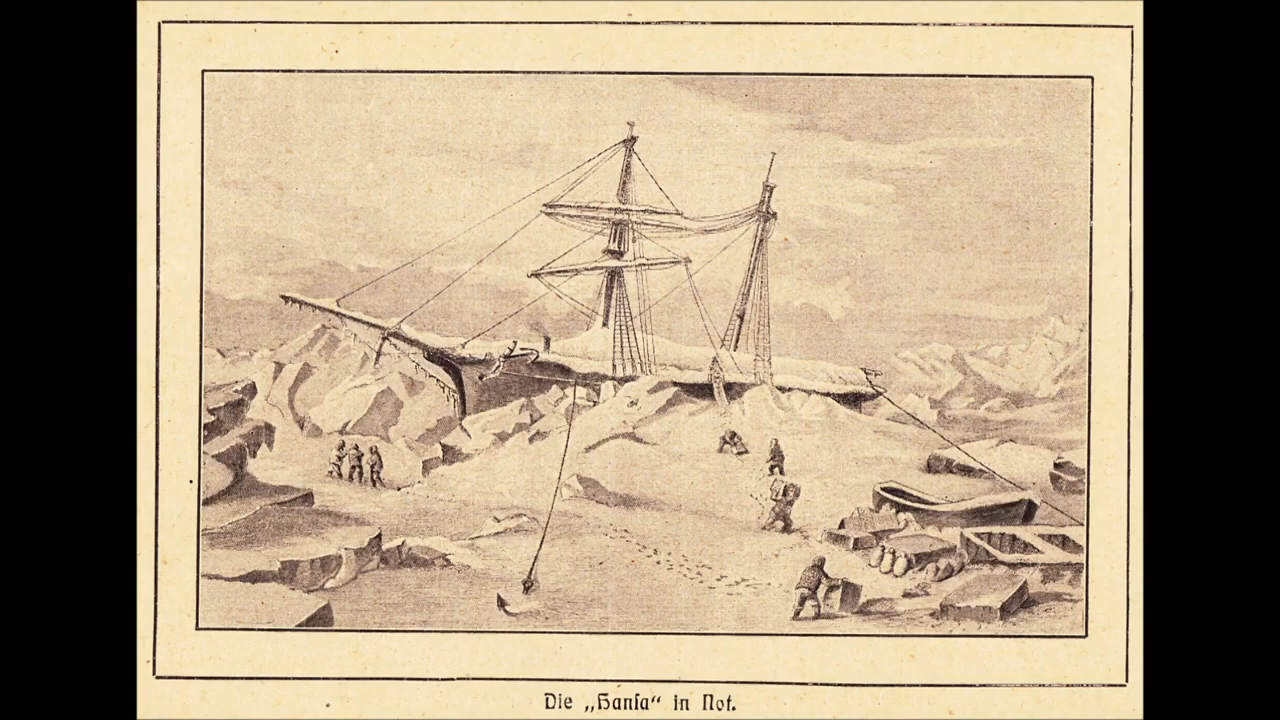 Die „Hansa“ in Not.